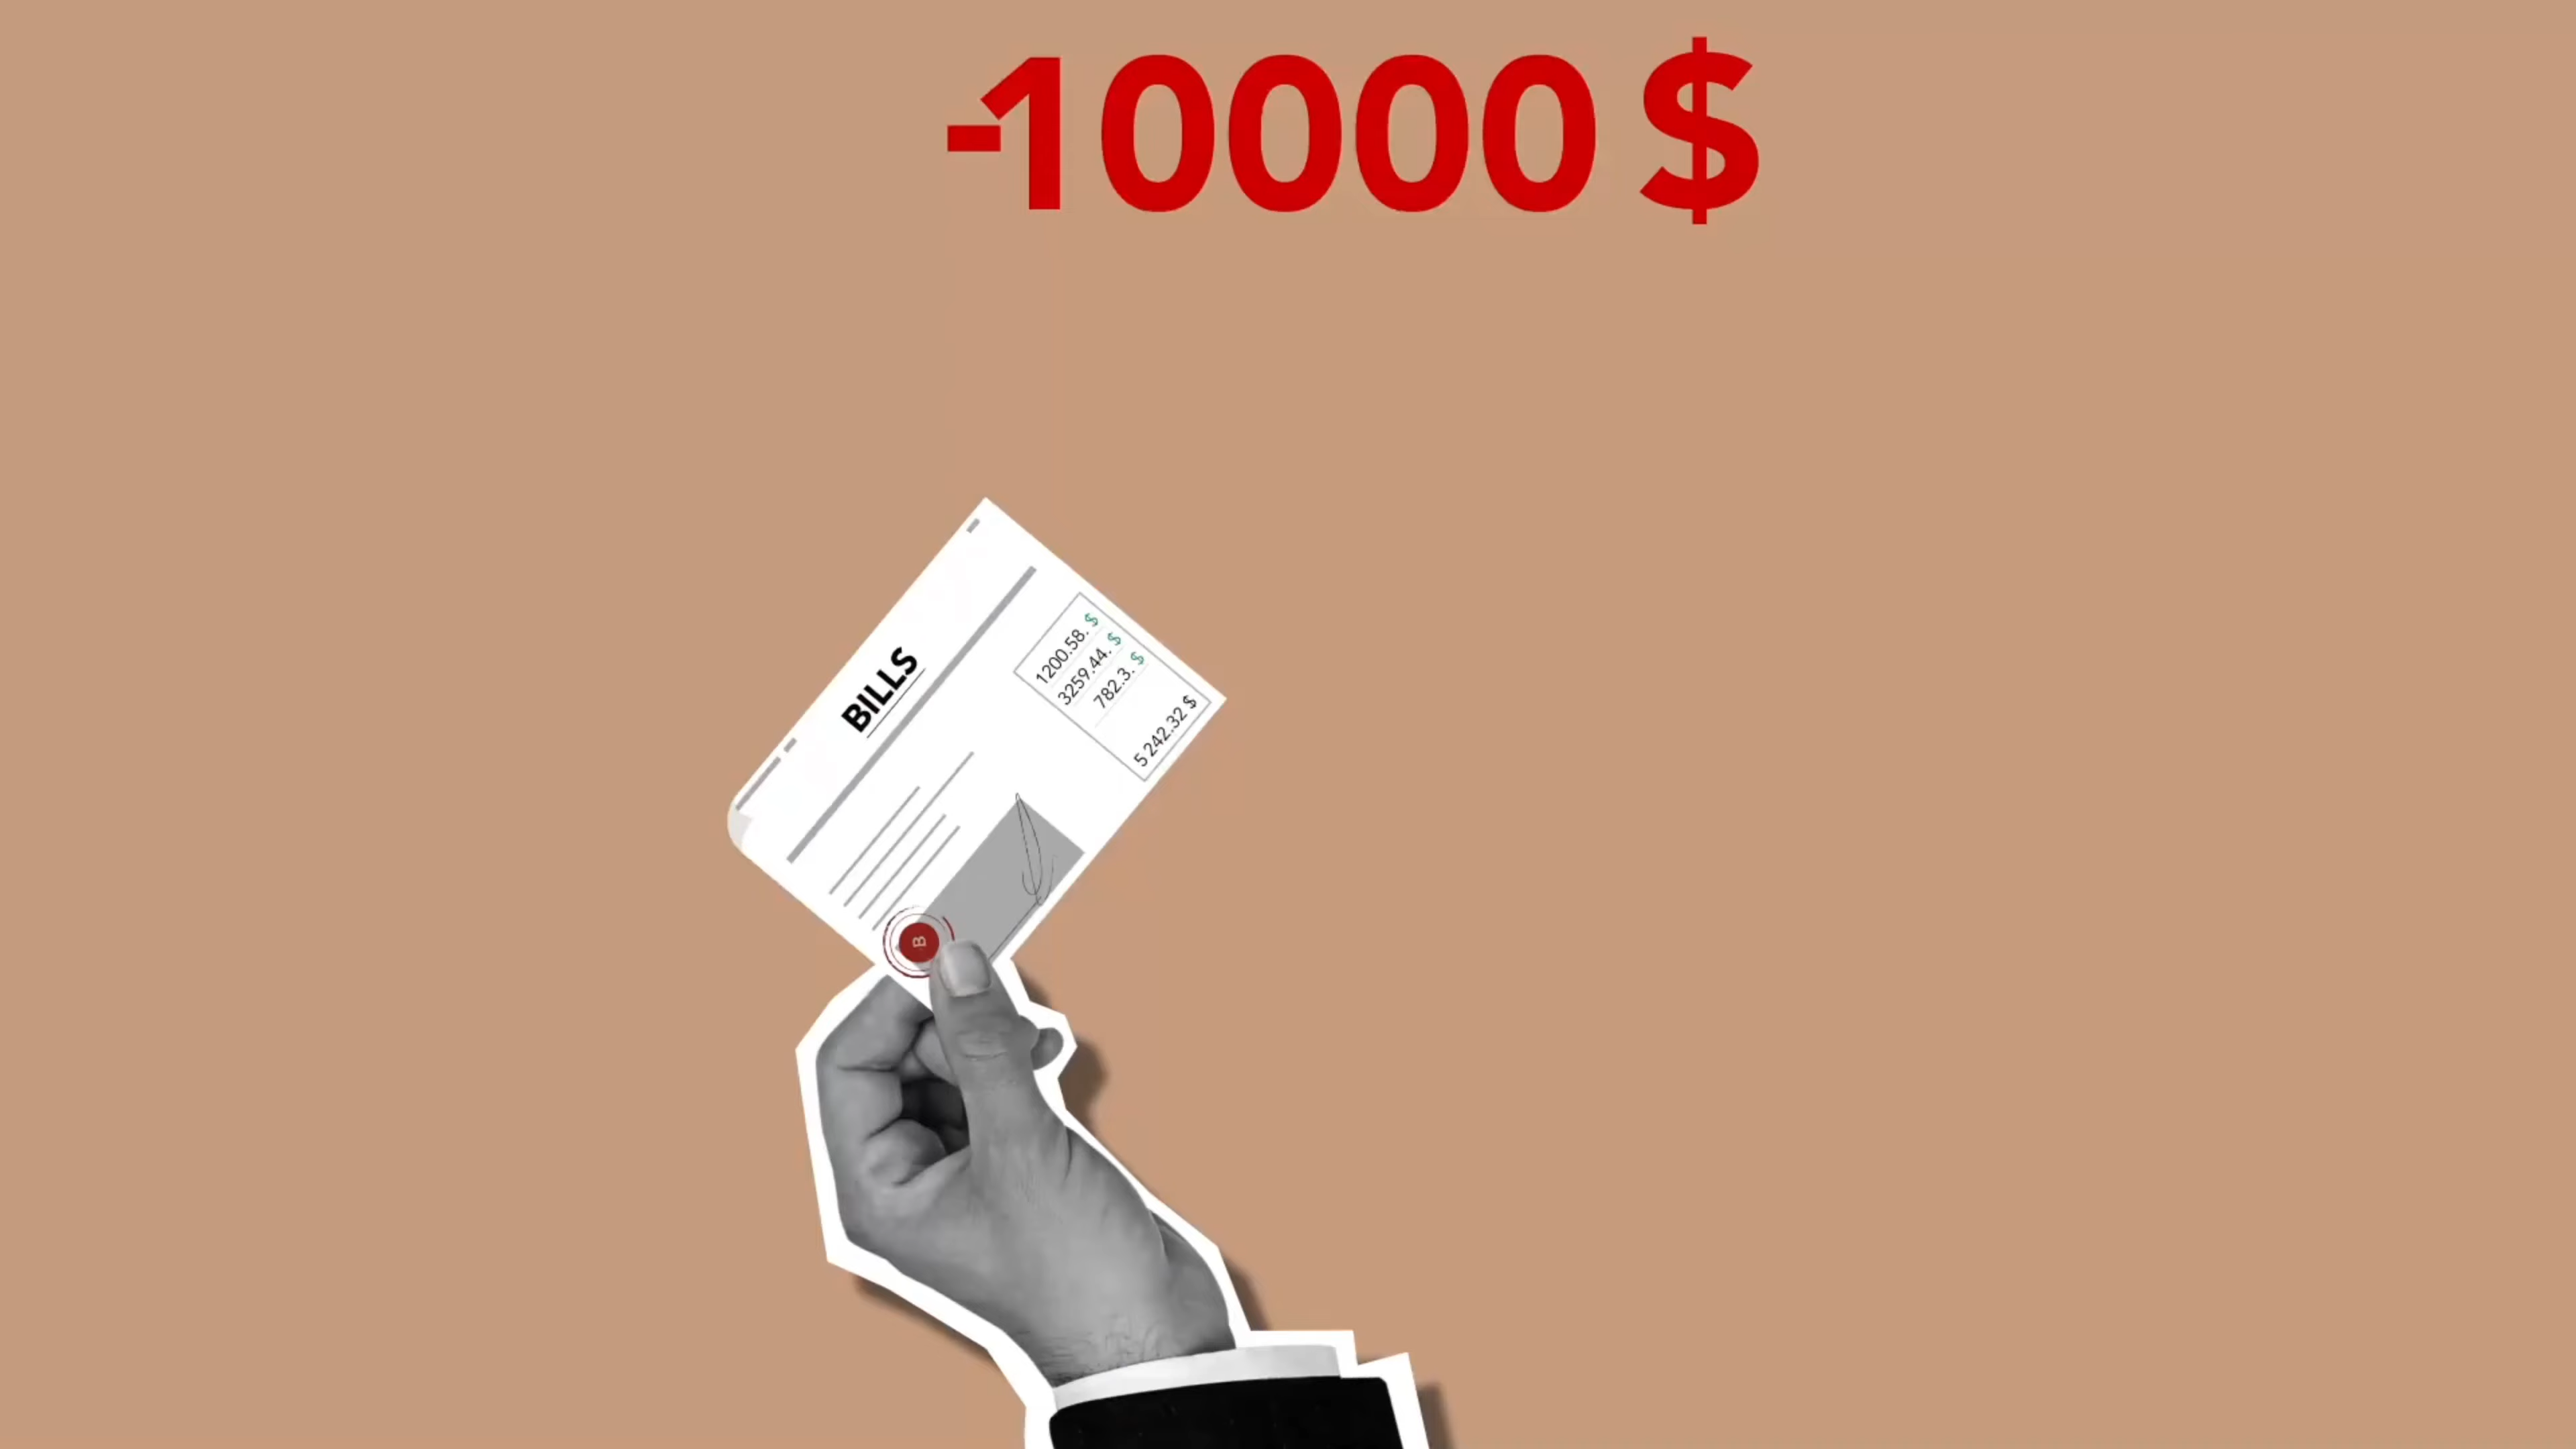 -10000 $
BILLS
1200.58. $
3259.44. $
782.3. $
5 242.32 $
B